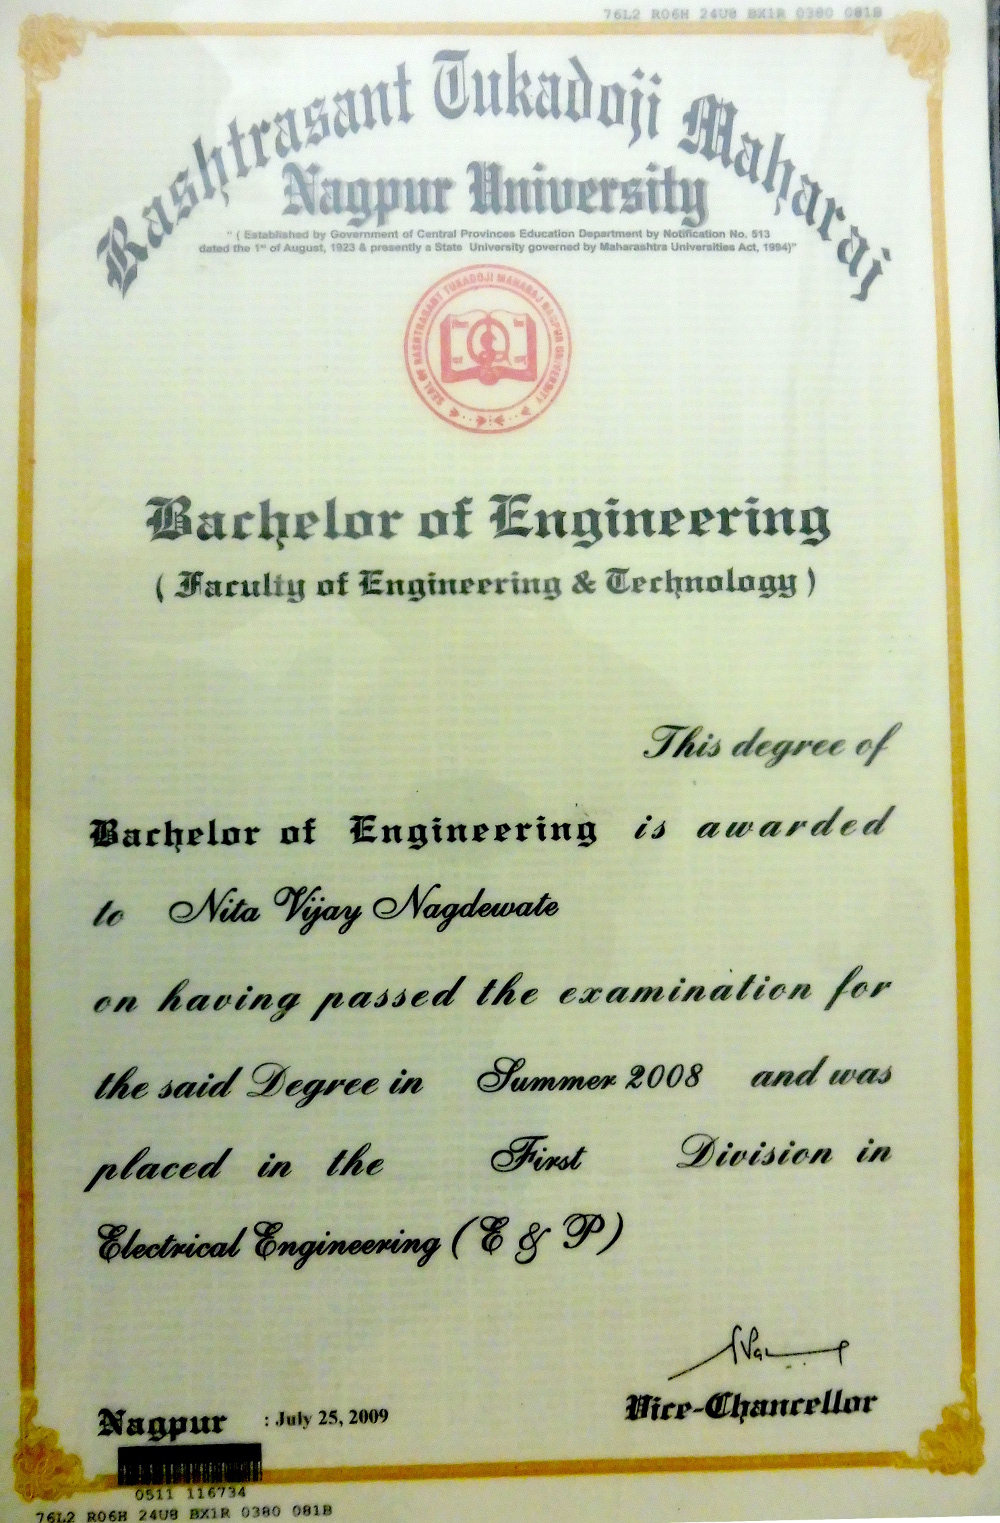 76L2 R06H 24U8 BX1R 0380 081B
Rashtrasant Tukadoji Maharaj
Nagpur University
" ( Established by Government of Central Provinces Education Department by Notification No. 513
dated the 1st of August, 1923 & presently a State University governed by Maharashtra Universities Act, 1994)"
SEAL OF RASHTRASANT TUKADOJI MAHARAJ NAGPUR UNIVERSITY
Bachelor of Engineering
( Faculty of Engineering & Technology )
This degree of
Bachelor of Engineering is awarded
to Nita Vijay Nagdewate
on having passed the examination for
the said Degree in Summer 2008 and was
placed in the First Division in
Electrical Engineering ( E & P )
Vice-Chancellor
Nagpur : July 25, 2009
0511 116734
76L2 R06H 24U8 BX1R 0380 081B